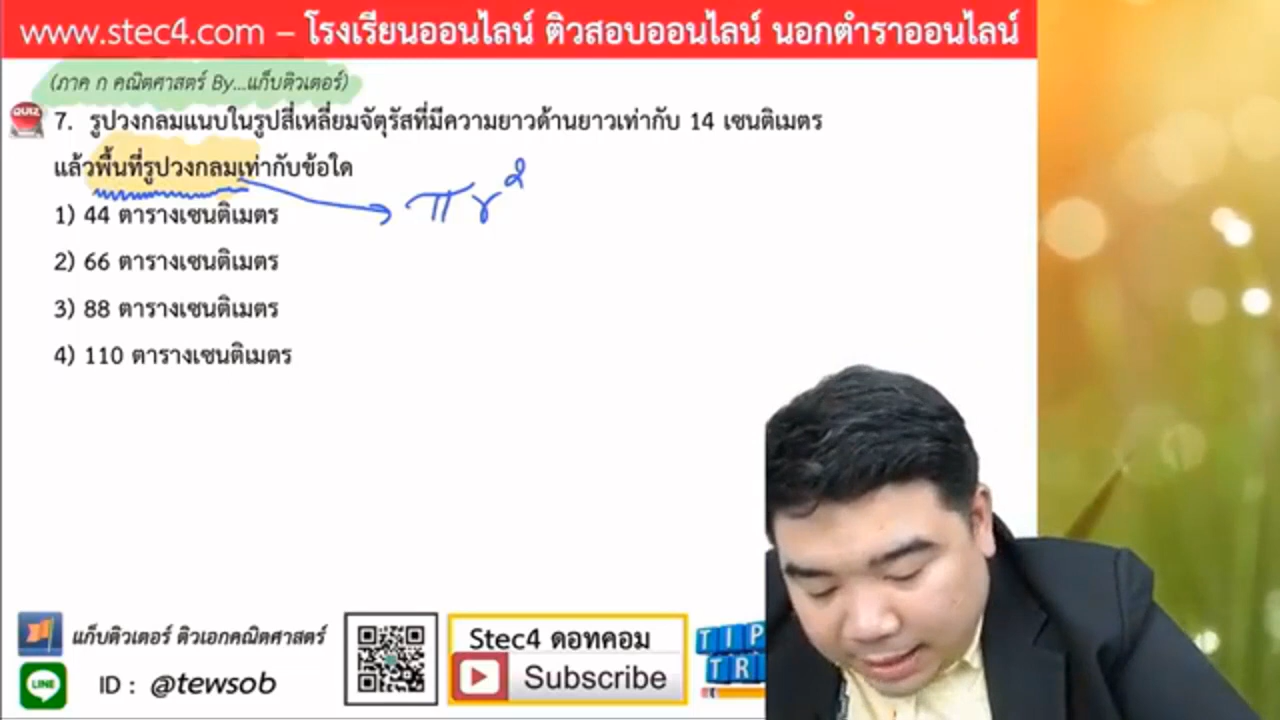 www.stec4.com – โรงเรียนออนไลน์ ติวสอบออนไลน์ นอกตำราออนไลน์
(ภาค ก คณิตศาสตร์ By...แก็บติวเตอร์)
QUIZ
7. รูปวงกลมแนบในรูปสี่เหลี่ยมจัตุรัสที่มีความยาวด้านยาวเท่ากับ 14 เซนติเมตร
แล้วพื้นที่รูปวงกลมเท่ากับข้อใด
πr²
1) 44 ตารางเซนติเมตร
2) 66 ตารางเซนติเมตร
3) 88 ตารางเซนติเมตร
4) 110 ตารางเซนติเมตร
แก็บติวเตอร์ ติวเอกคณิตศาสตร์
LINE
ID : @tewsob
Stec4 ดอทคอม
Subscribe
TIP
TRI